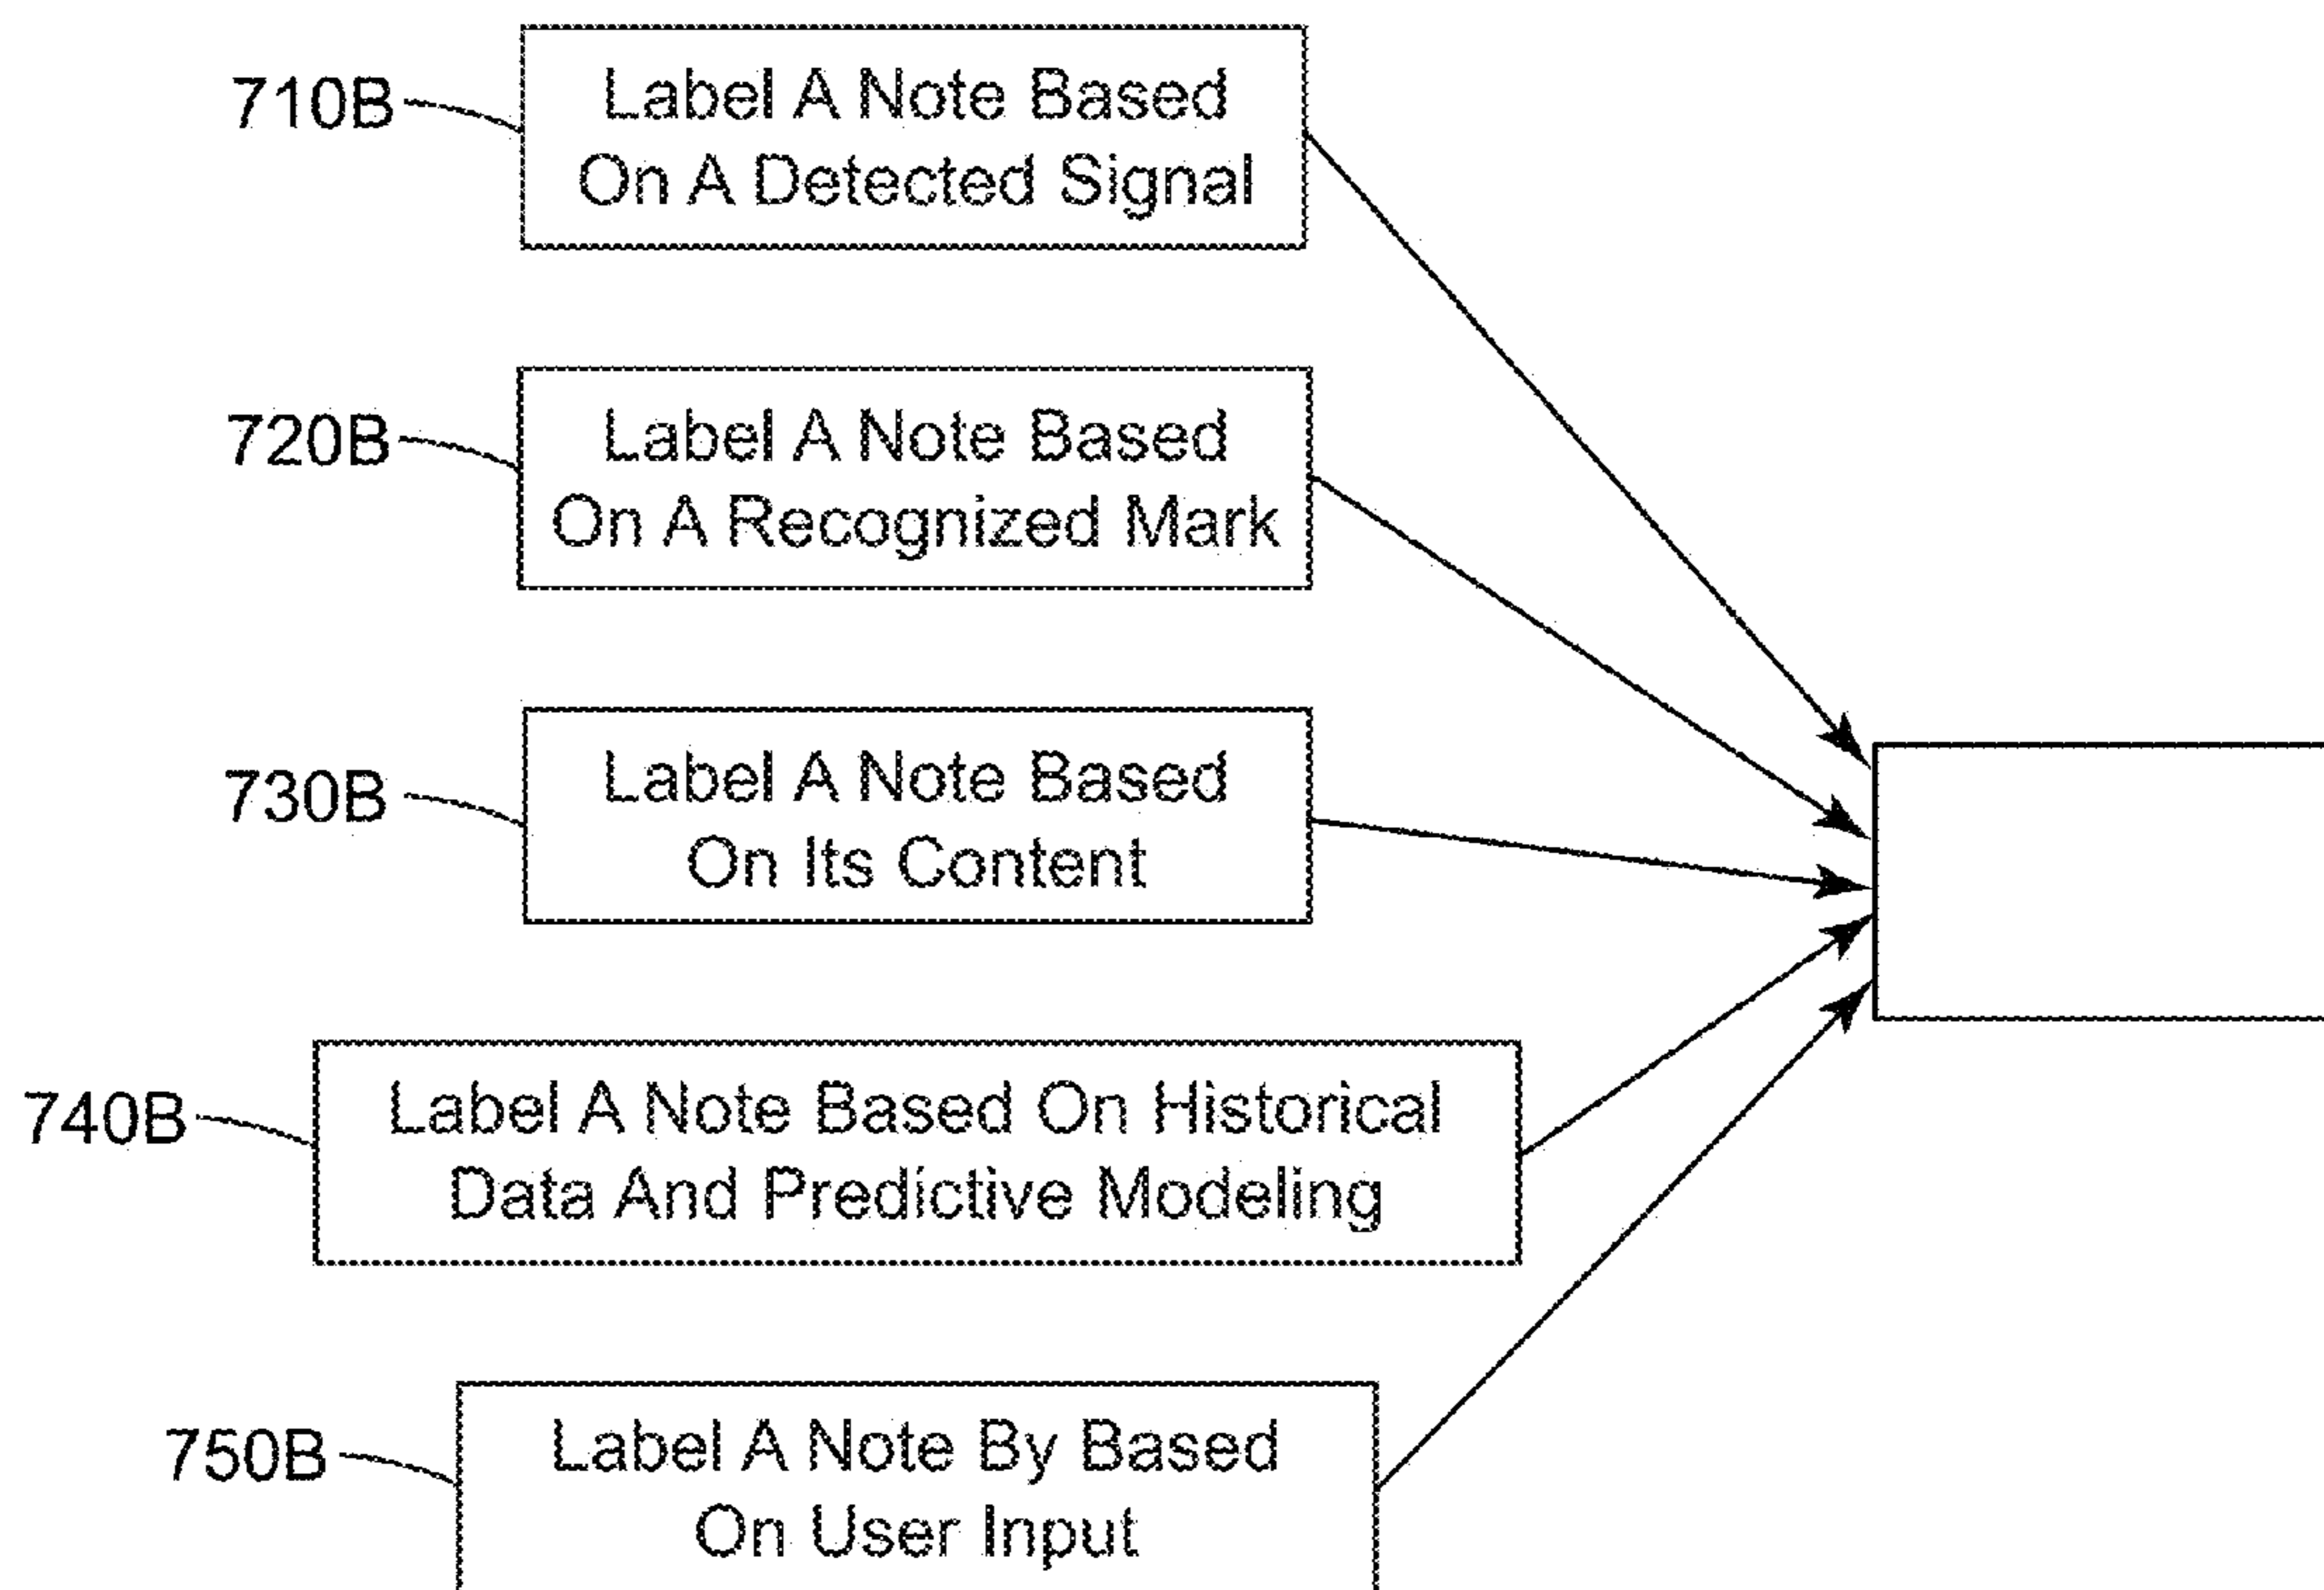 710B
Label A Note Based
On A Detected Signal
720B
Label A Note Based
On A Recognized Mark
730B
Label A Note Based
On Its Content
740B
Label A Note Based On Historical
Data And Predictive Modeling
750B
Label A Note By Based
On User Input